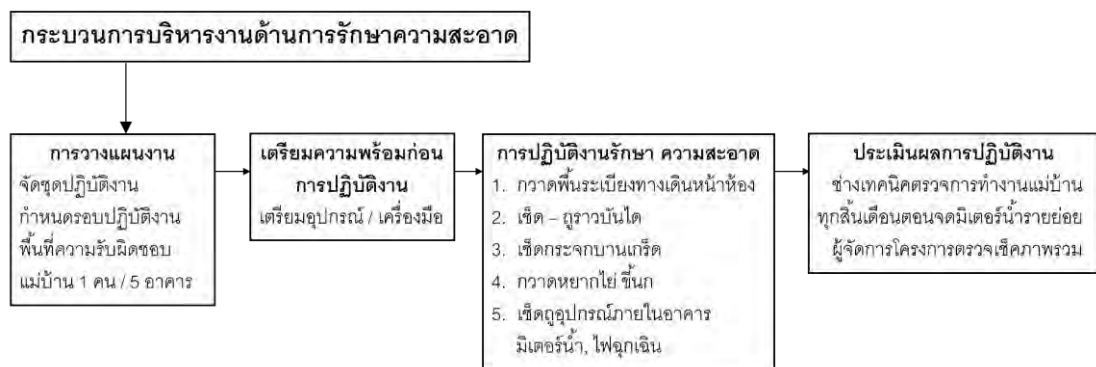 กระบวนการบริหารงานด้านการรักษาความสะอาด
การวางแผนงาน
จัดชุดปฏิบัติงาน
กำหนดรอบปฏิบัติงาน
พื้นที่ความรับผิดชอบ
แม่บ้าน 1 คน / 5 อาคาร
เตรียมความพร้อมก่อน
การปฏิบัติงาน
เตรียมอุปกรณ์ / เครื่องมือ
การปฏิบัติงานรักษา ความสะอาด
1. กวาดพื้นระเบียงทางเดินหน้าห้อง
2. เช็ด – ถูราวบันได
3. เช็ดกระจกบานเกร็ด
4. กวาดหยากไย่ ขี้นก
5. เช็ดถูอุปกรณ์ภายในอาคาร
มิเตอร์น้ำ, ไฟฉุกเฉิน
ประเมินผลการปฏิบัติงาน
ช่างเทคนิคตรวจการทำงานแม่บ้าน
ทุกสิ้นเดือนตอนจดมิเตอร์น้ำรายย่อย
ผู้จัดการโครงการตรวจเช็คภาพรวม